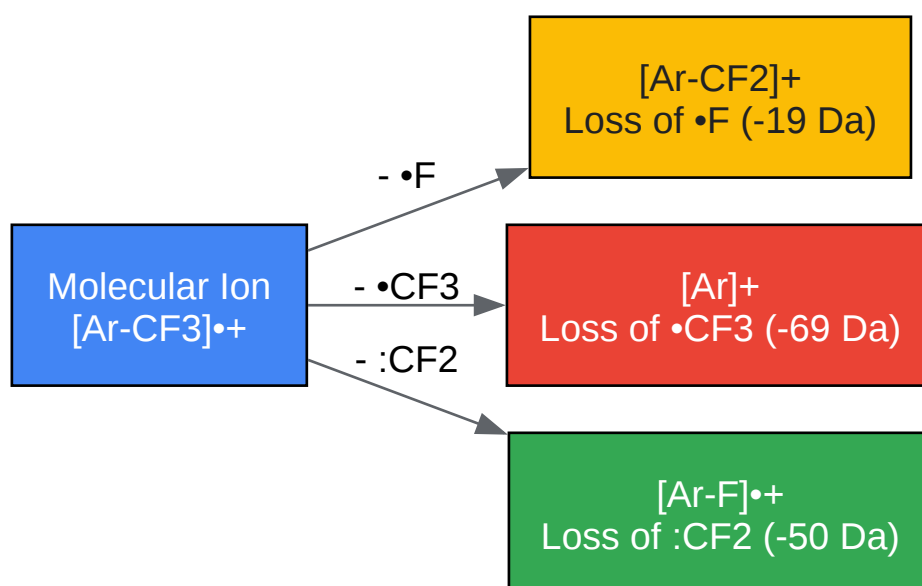 [Ar-CF2]+
Loss of •F (-19 Da)
- •F
Molecular Ion
[Ar-CF3]•+
- •CF3
[Ar]+
Loss of •CF3 (-69 Da)
- :CF2
[Ar-F]•+
Loss of :CF2 (-50 Da)